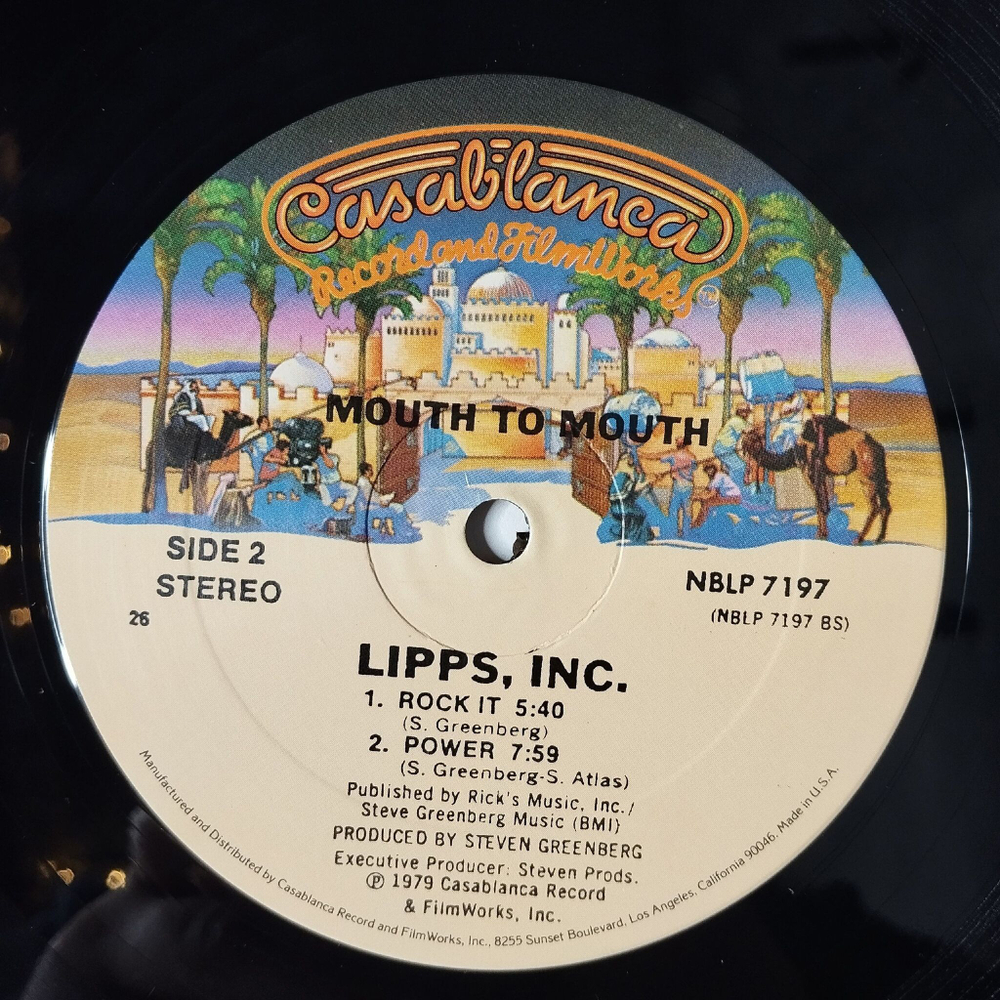 Casablanca
Record and FilmWorks
MOUTH TO MOUTH
SIDE 2
STEREO
26
NBLP 7197
(NBLP 7197 BS)
LIPPS, INC.
1. ROCK IT 5:40
(S. Greenberg)
2. POWER 7:59
(S. Greenberg-S. Atlas)
Published by Rick's Music, Inc./
Steve Greenberg Music (BMI)
PRODUCED BY STEVEN GREENBERG
Executive Producer: Steven Prods.
℗ 1979 Casablanca Record
& FilmWorks, Inc.
Manufactured and Distributed by Casablanca Record and FilmWorks, Inc., 8255 Sunset Boulevard, Los Angeles, California 90046. Made in U.S.A.